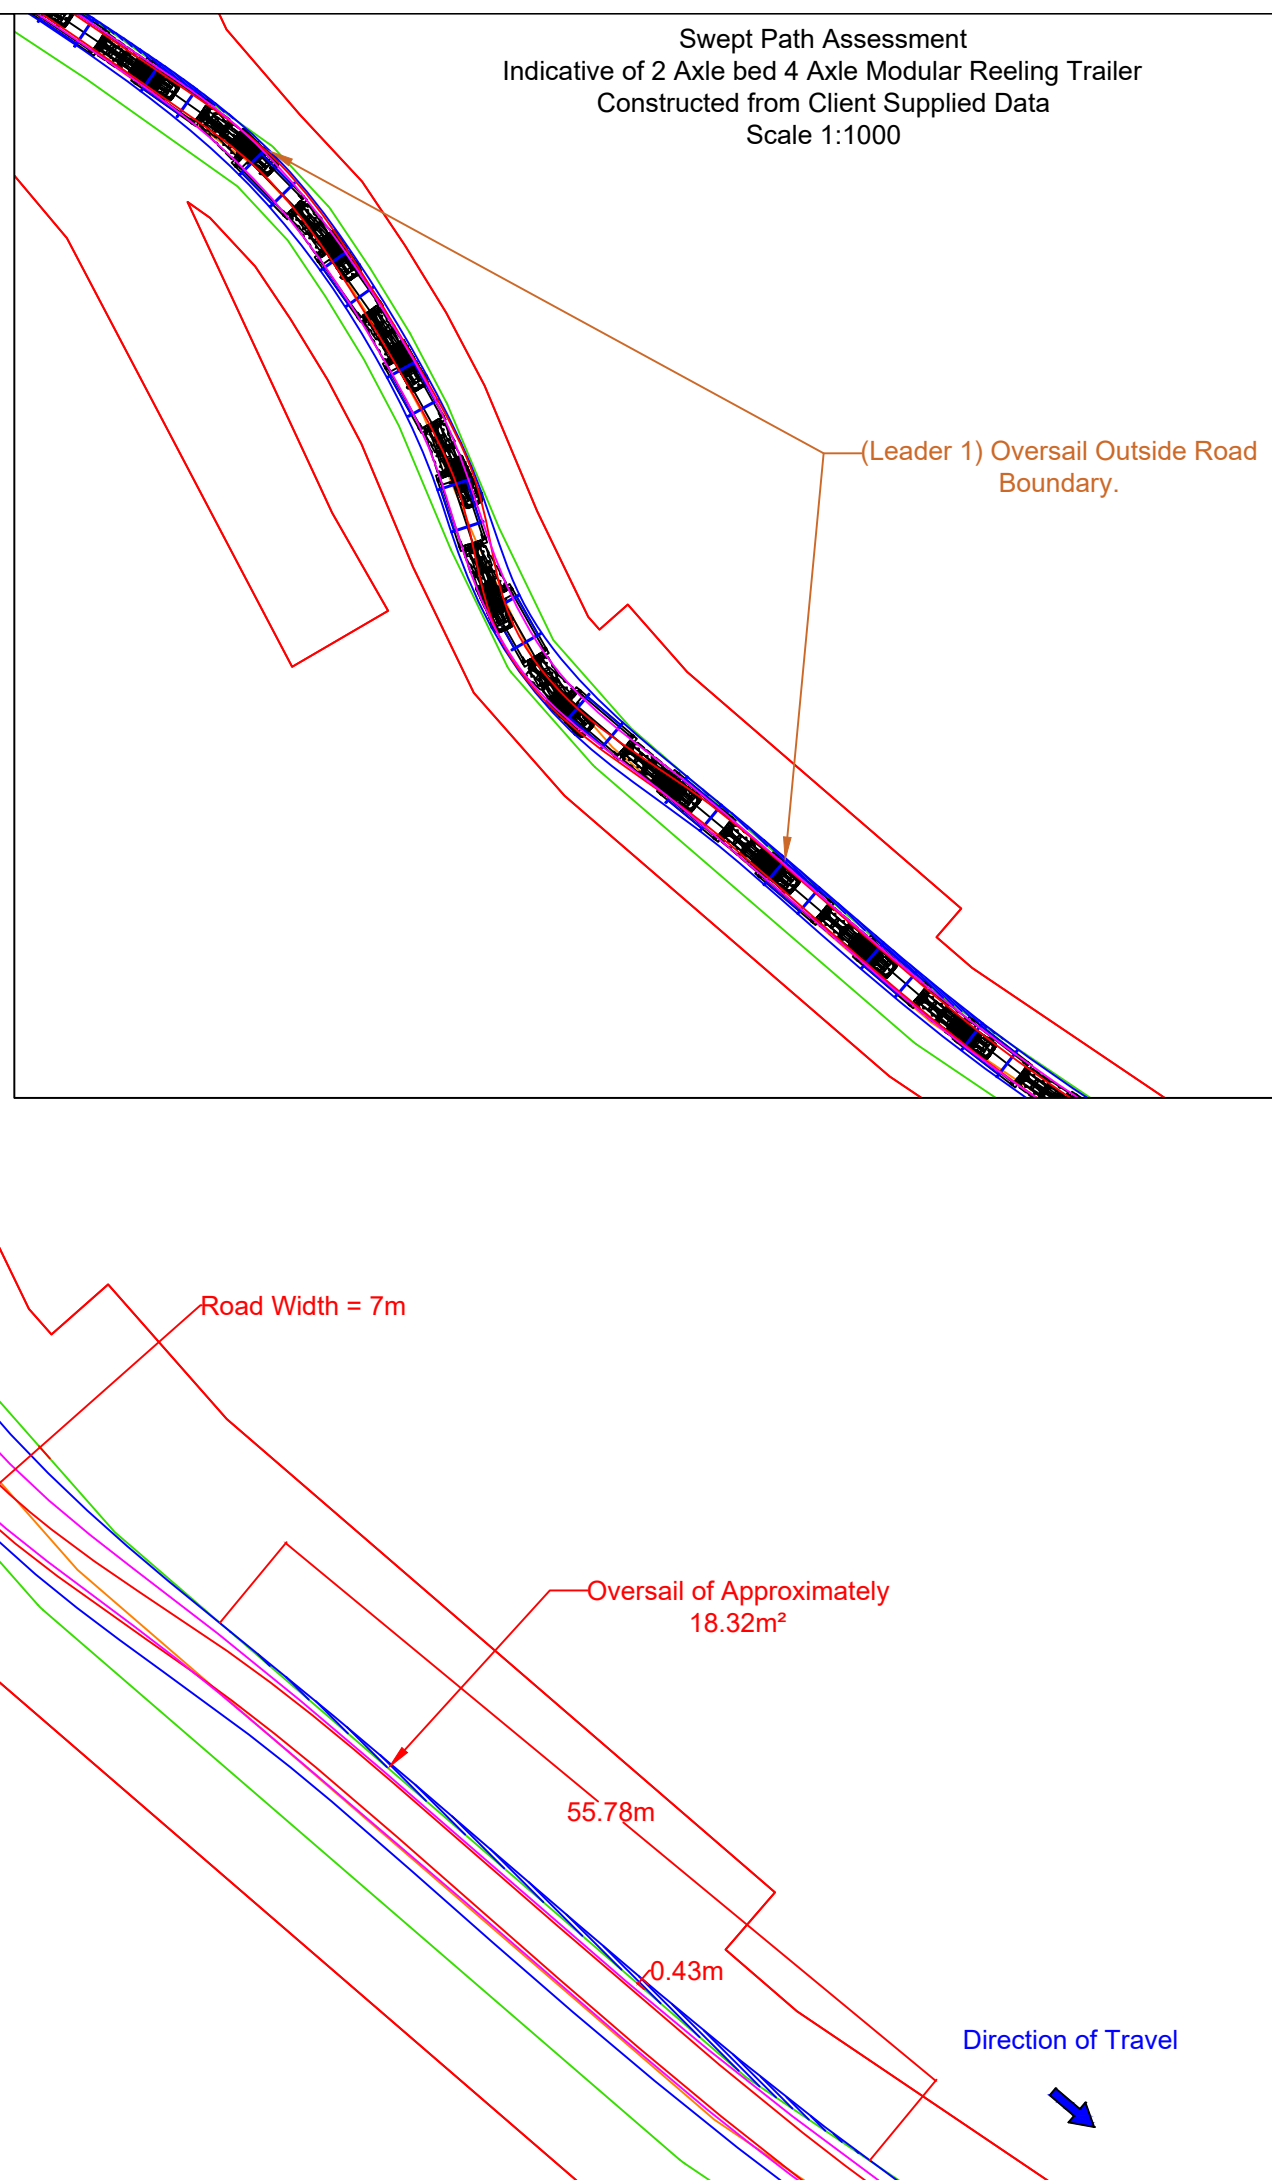 Swept Path Assessment
Indicative of 2 Axle bed 4 Axle Modular Reeling Trailer
Constructed from Client Supplied Data
Scale 1:1000
(Leader 1) Oversail Outside Road
Boundary.
Road Width = 7m
Oversail of Approximately
18.32m²
55.78m
0.43m
Direction of Travel